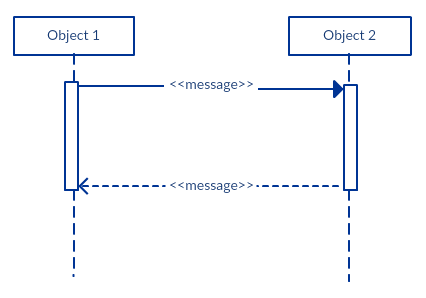 Object 1
Object 2
<<message>>
<<message>>